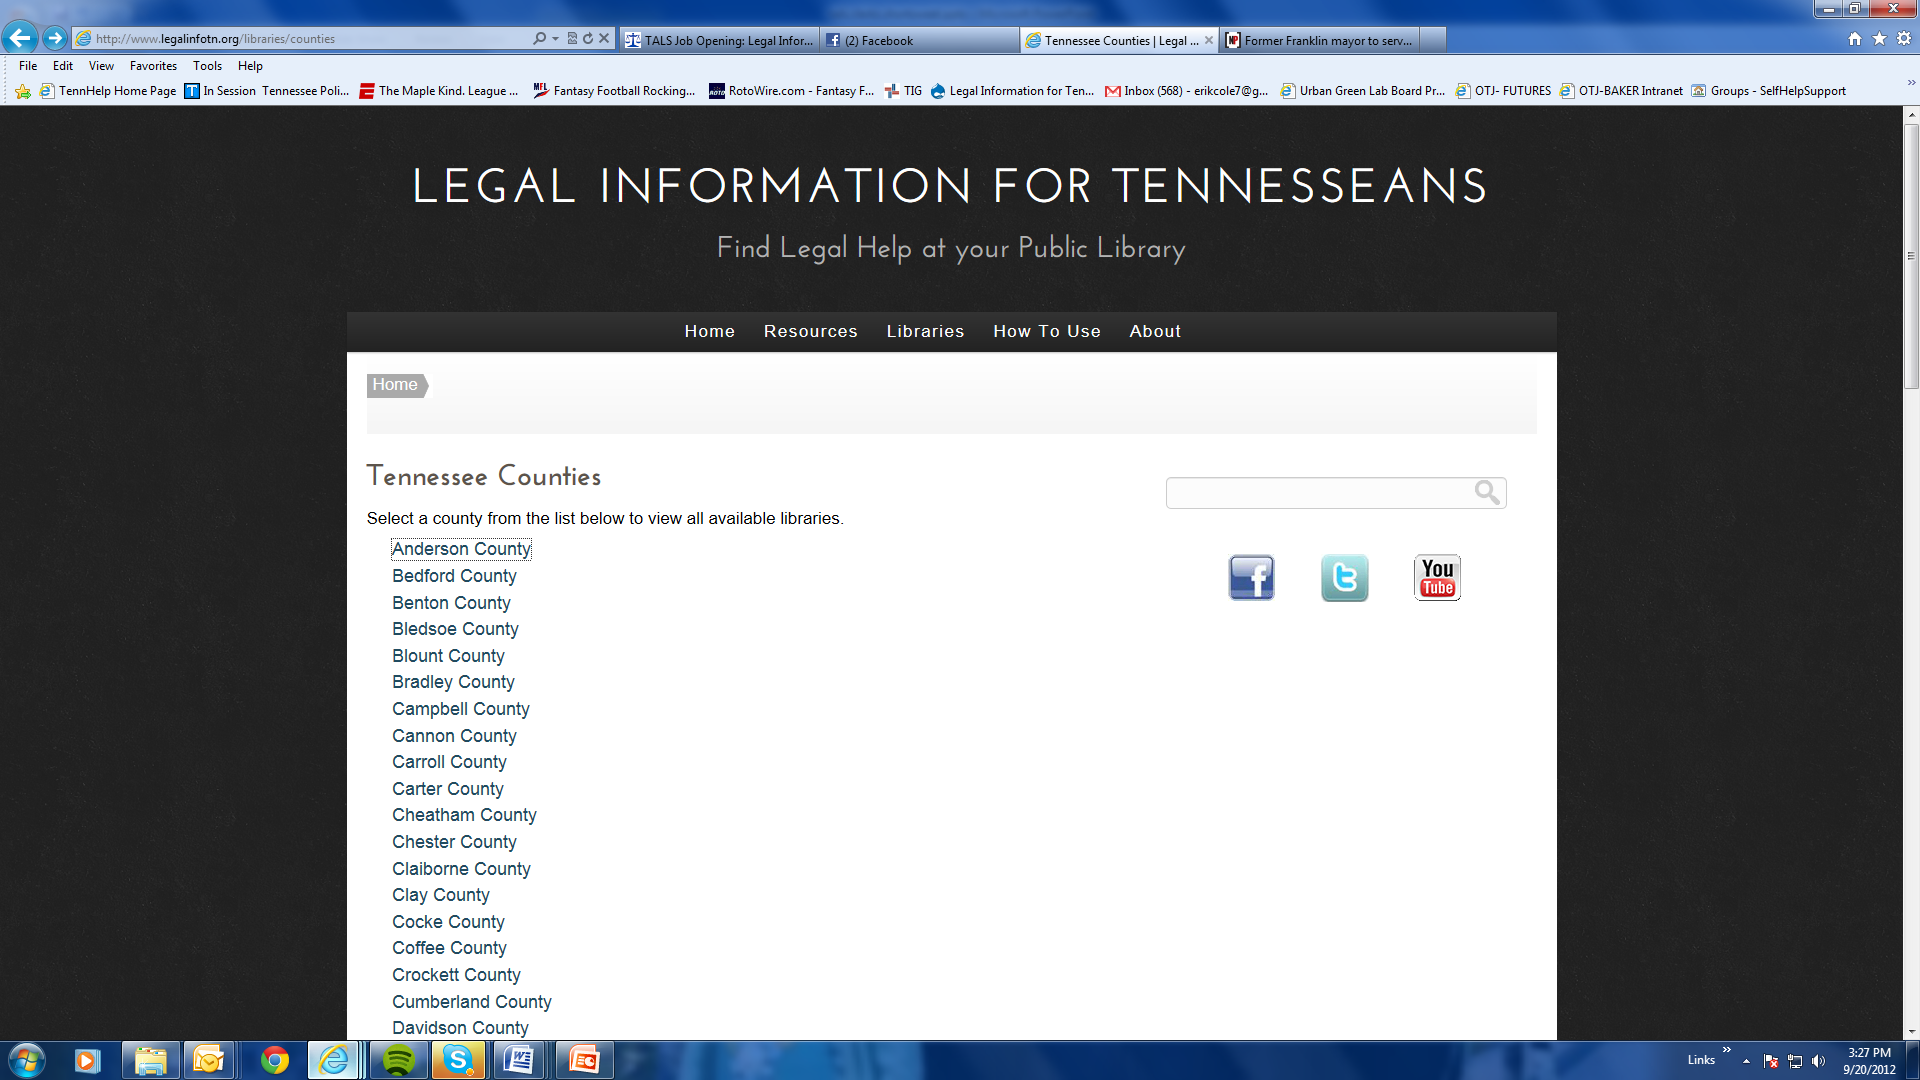 http://www.legalinfotn.org/libraries/counties
TALS Job Opening: Legal Infor...
(2) Facebook
Tennessee Counties | Legal ...
Former Franklin mayor to serv...
File Edit View Favorites Tools Help
TennHelp Home Page In Session Tennessee Poli... The Maple Kind. League ... Fantasy Football Rocking... RotoWire.com - Fantasy F... TIG Legal Information for Ten... Inbox (568) - erikcole7@g... Urban Green Lab Board Pr... OTJ- FUTURES OTJ-BAKER Intranet Groups - SelfHelpSupport
LEGAL INFORMATION FOR TENNESSEANS
Find Legal Help at your Public Library
Home Resources Libraries How To Use About
Home
Tennessee Counties
Select a county from the list below to view all available libraries.
Anderson County
Bedford County
Benton County
Bledsoe County
Blount County
Bradley County
Campbell County
Cannon County
Carroll County
Carter County
Cheatham County
Chester County
Claiborne County
Clay County
Cocke County
Coffee County
Crockett County
Cumberland County
Davidson County
You
Tube
Links
3:27 PM
9/20/2012